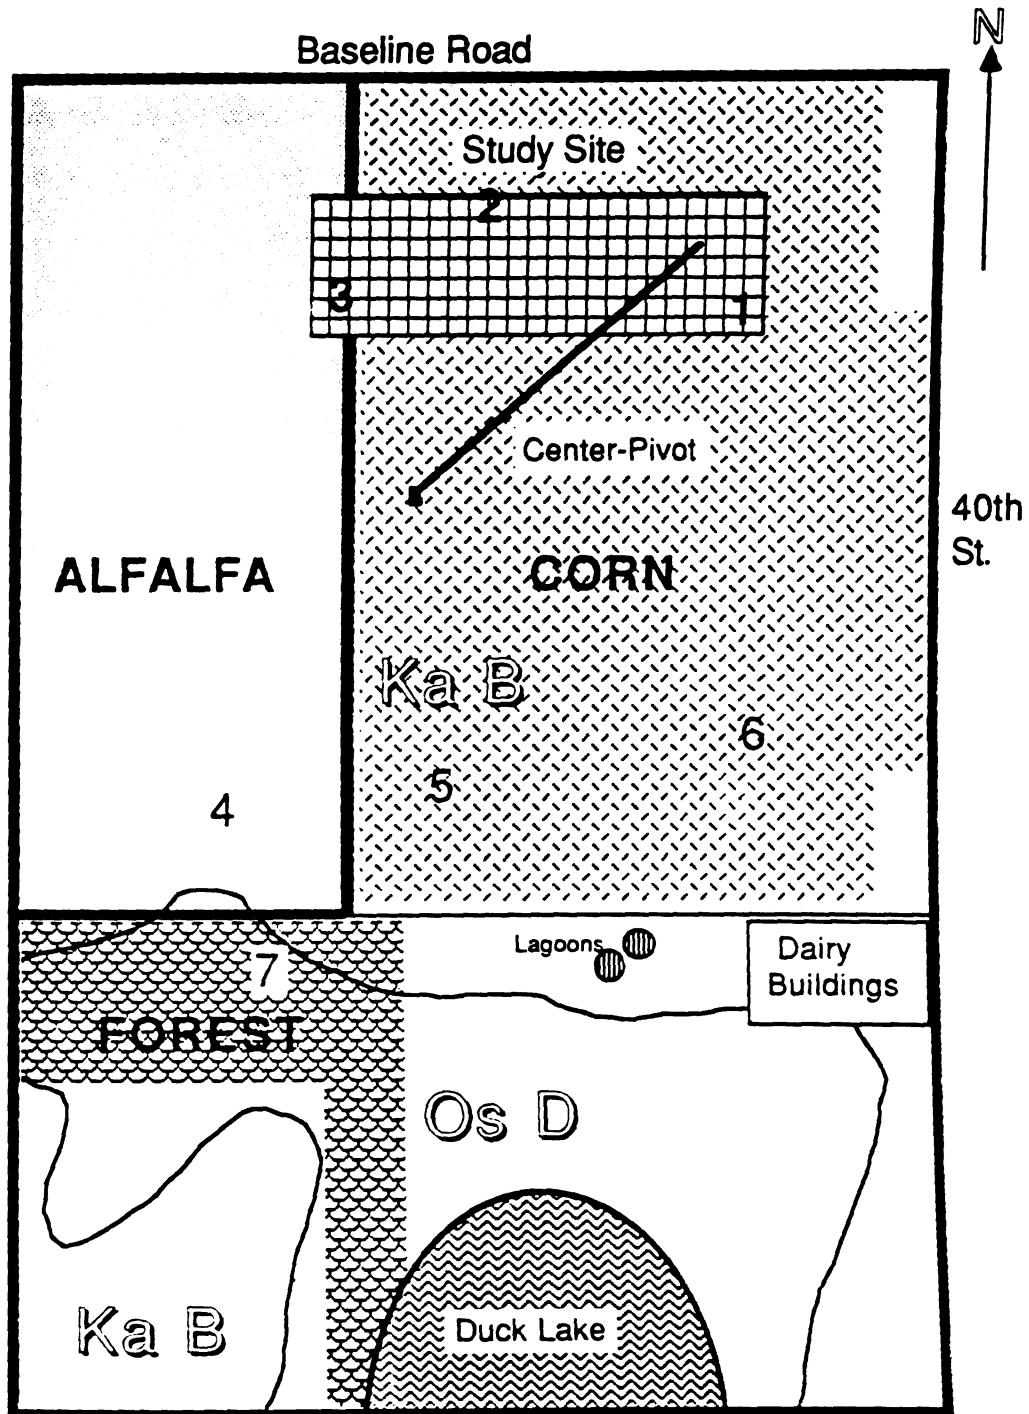 N
Baseline Road
Study Site
2
3
1
Center-Pivot
40th
St.
ALFALFA
CORN
Ka B
6
5
4
Lagoons
Dairy
Buildings
7
FOREST
Os D
Ka B
Duck Lake